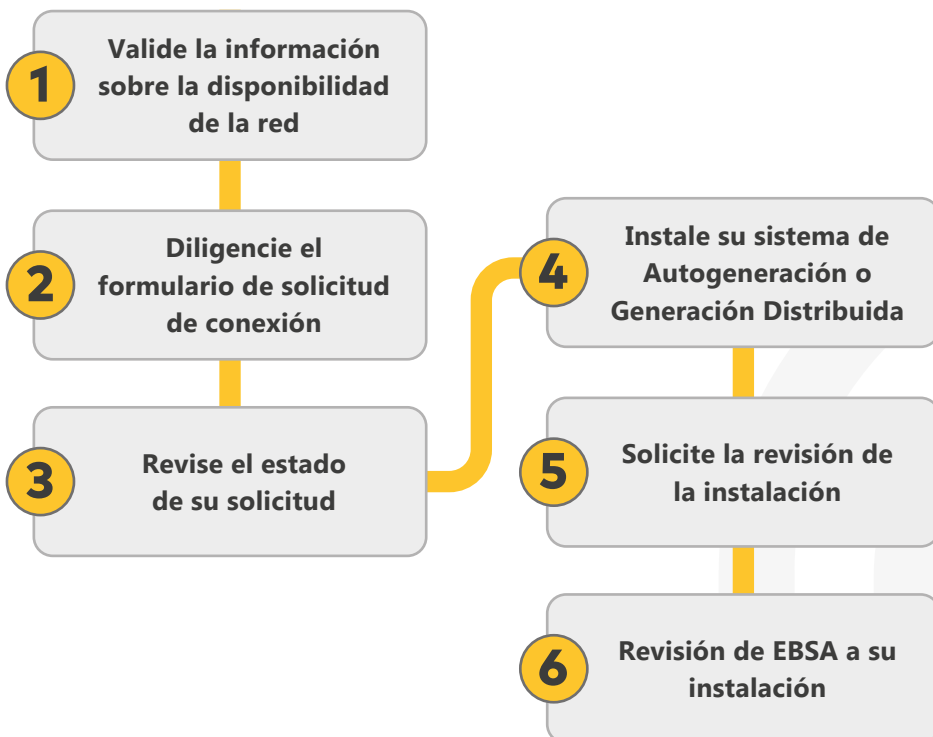 1
Valide la información
sobre la disponibilidad
de la red
2
Diligencie el
formulario de solicitud
de conexión
3
Revise el estado
de su solicitud
4
Instale su sistema de
Autogeneración o
Generación Distribuida
5
Solicite la revisión de
la instalación
6
Revisión de EBSA a su
instalación